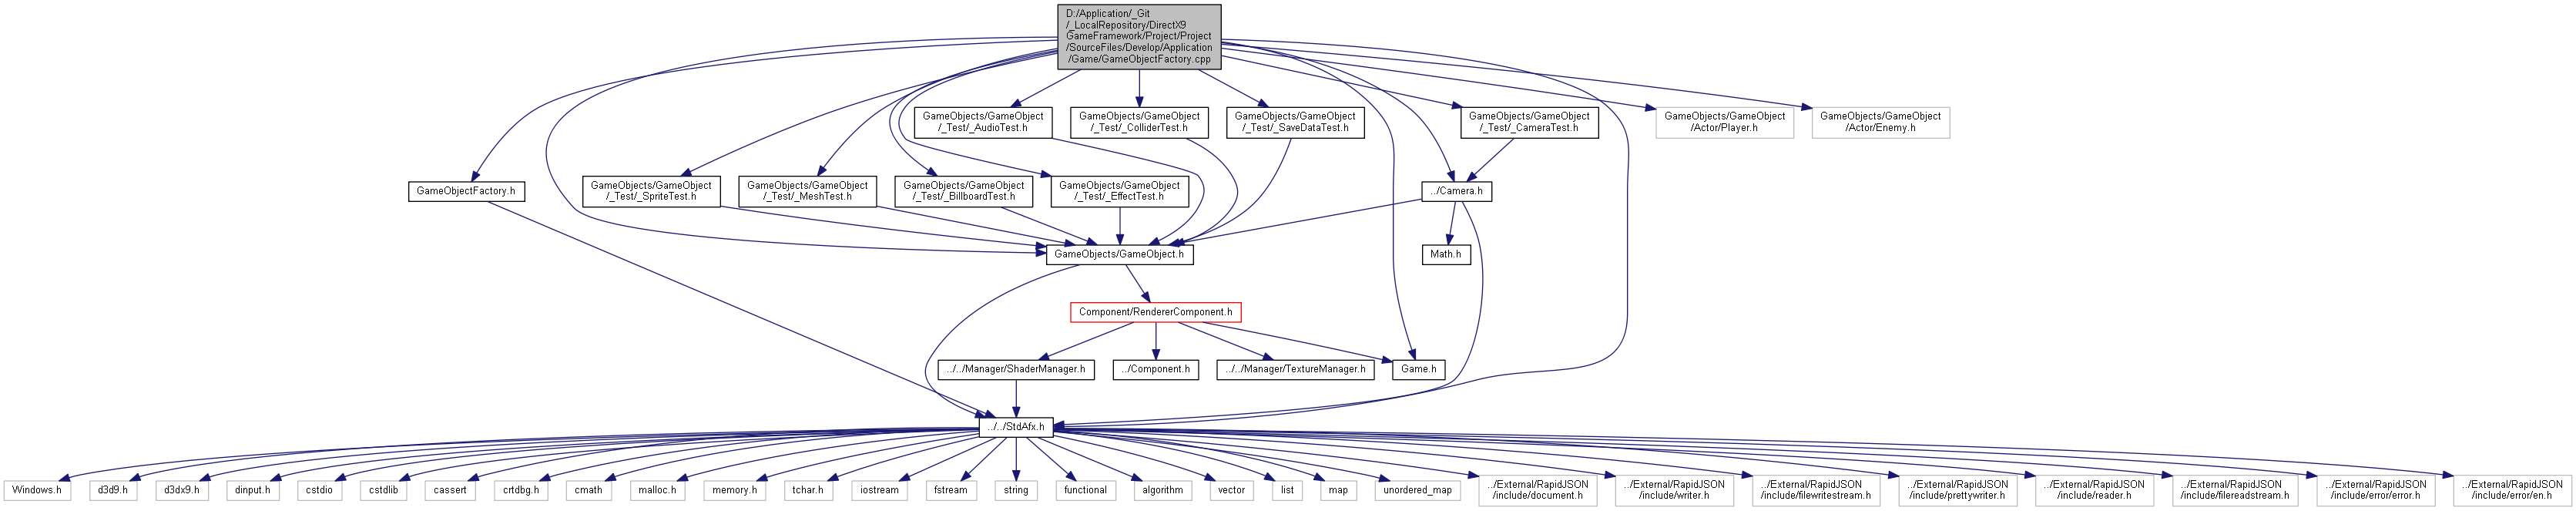 D:/Application/_Git
/_LocalRepository/DirectX9
GameFramework/Project/Project
/SourceFiles/Develop/Application
/Game/GameObjectFactory.cpp
GameObjects/GameObject
/_Test/_AudioTest.h
GameObjects/GameObject
/_Test/_ColliderTest.h
GameObjects/GameObject
/_Test/_SaveDataTest.h
GameObjects/GameObject
/_Test/_CameraTest.h
GameObjects/GameObject
/Actor/Player.h
GameObjects/GameObject
/Actor/Enemy.h
GameObjectFactory.h
GameObjects/GameObject
/_Test/_SpriteTest.h
GameObjects/GameObject
/_Test/_MeshTest.h
GameObjects/GameObject
/_Test/_BillboardTest.h
GameObjects/GameObject
/_Test/_EffectTest.h
../Camera.h
GameObjects/GameObject.h
Math.h
Component/RendererComponent.h
../../Manager/ShaderManager.h
../Component.h
../../Manager/TextureManager.h
Game.h
../../StdAfx.h
Windows.h
d3d9.h
d3dx9.h
dinput.h
cstdio
cstdlib
cassert
crtdbg.h
cmath
malloc.h
memory.h
tchar.h
iostream
fstream
string
functional
algorithm
vector
list
map
unordered_map
../External/RapidJSON
/include/document.h
../External/RapidJSON
/include/writer.h
../External/RapidJSON
/include/filewritestream.h
../External/RapidJSON
/include/prettywriter.h
../External/RapidJSON
/include/reader.h
../External/RapidJSON
/include/filereadstream.h
../External/RapidJSON
/include/error/error.h
../External/RapidJSON
/include/error/en.h